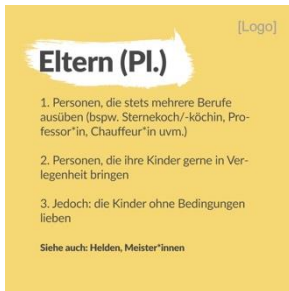 [Logo]
Eltern (Pl.)
1. Personen, die stets mehrere Berufe
ausüben (bspw. Sternekoch/-köchin, Pro-
fessor*in, Chauffeur*in uvm.)
2. Personen, die ihre Kinder gerne in Ver-
legenheit bringen
3. Jedoch: die Kinder ohne Bedingungen
lieben
Siehe auch: Helden, Meister*innen